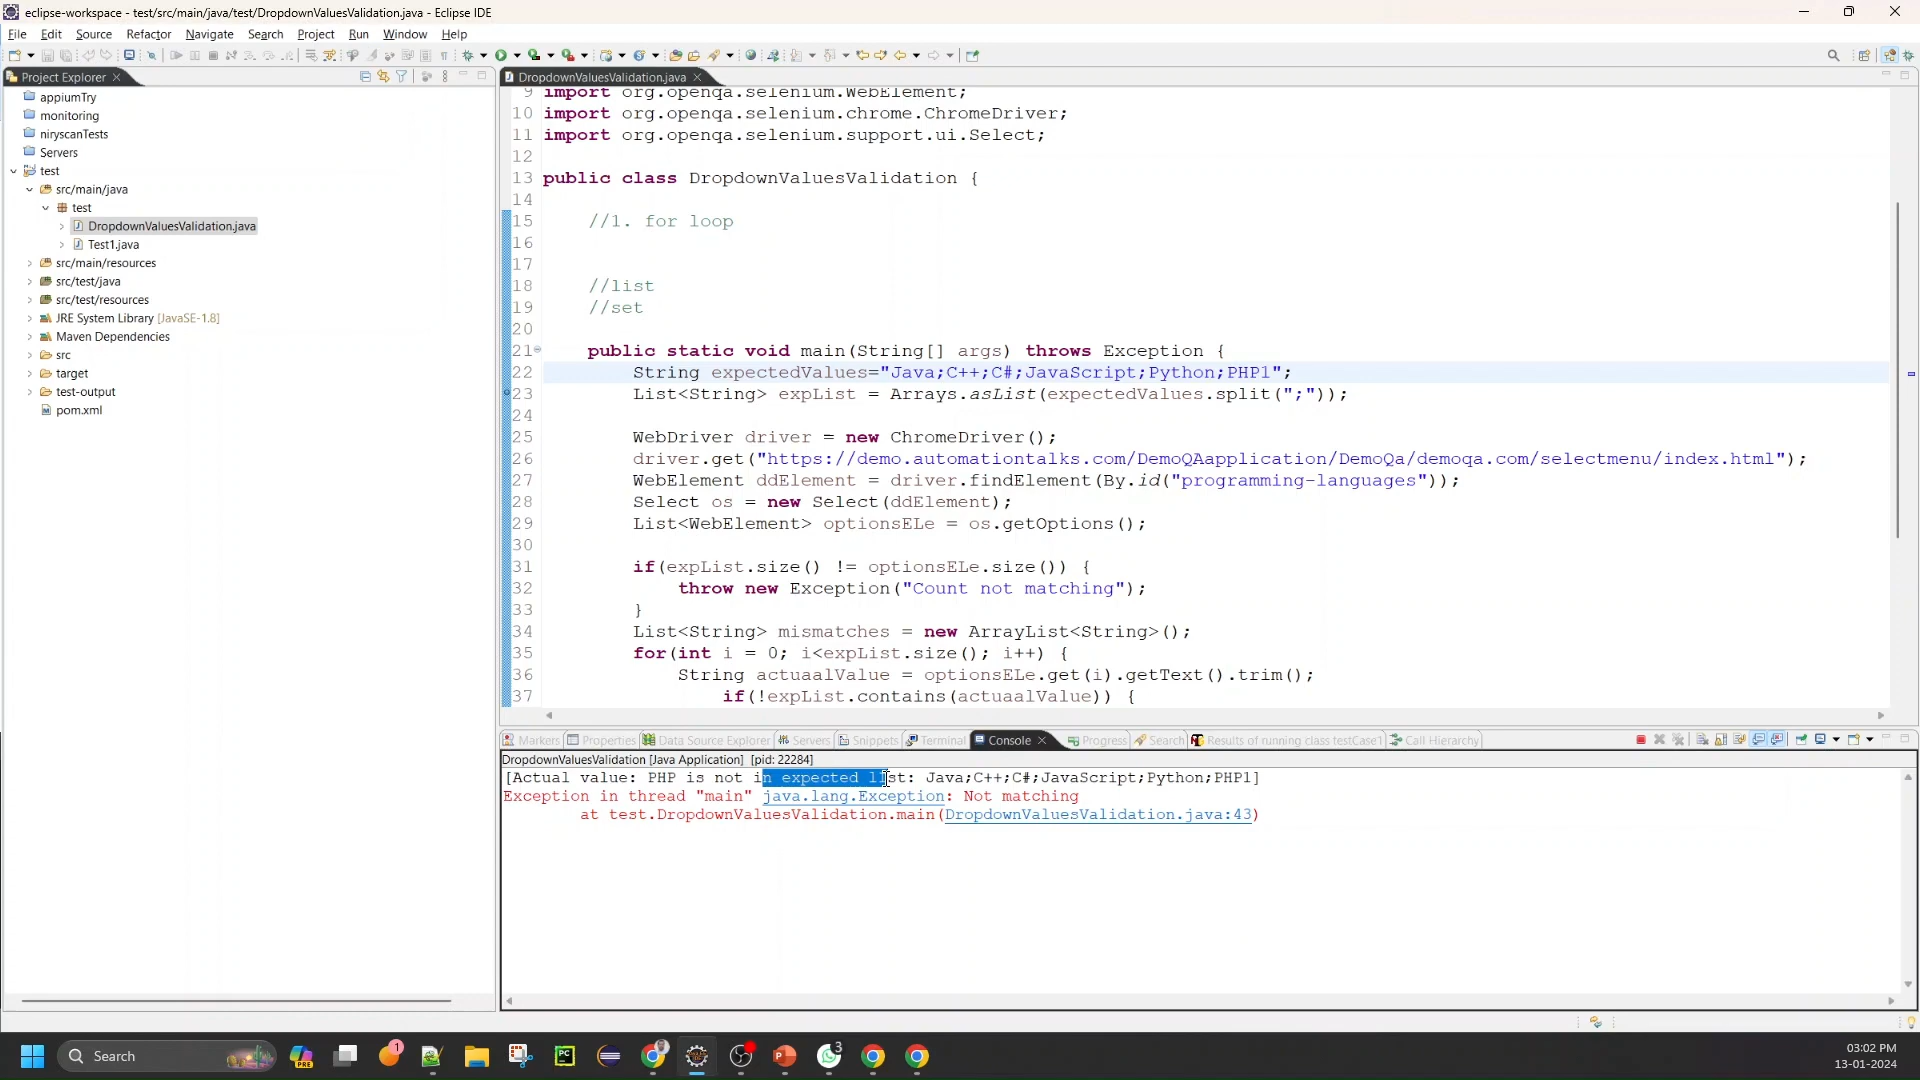 eclipse-workspace - test/src/main/java/test/DropdownValuesValidation.java - Eclipse IDE
File Edit Source Refactor Navigate Search Project Run Window Help
Project Explorer
DropdownValuesValidation.java
appiumTry
monitoring
niryscanTests
Servers
test
src/main/java
test
DropdownValuesValidation.java
Test1.java
src/main/resources
src/test/java
src/test/resources
JRE System Library [JavaSE-1.8]
Maven Dependencies
src
target
test-output
pom.xml
9 import org.openqa.selenium.WebElement;
10 import org.openqa.selenium.chrome.ChromeDriver;
11 import org.openqa.selenium.support.ui.Select;
12
13 public class DropdownValuesValidation {
14
15 //1. for loop
16
17
18 //list
19 //set
20
21 public static void main(String[] args) throws Exception {
22 String expectedValues="Java;C++;C#;JavaScript;Python;PHP1";
23 List<String> expList = Arrays.asList(expectedValues.split(";"));
24
25 WebDriver driver = new ChromeDriver();
26 driver.get("https://demo.automationtalks.com/DemoQAapplication/DemoQa/demoqa.com/selectmenu/index.html");
27 WebElement ddElement = driver.findElement(By.id("programming-languages"));
28 Select os = new Select(ddElement);
29 List<WebElement> optionsELe = os.getOptions();
30
31 if(expList.size() != optionsELe.size()) {
32 throw new Exception("Count not matching");
33 }
34 List<String> mismatches = new ArrayList<String>();
35 for(int i = 0; i<expList.size(); i++) {
36 String actuaalValue = optionsELe.get(i).getText().trim();
37 if(!expList.contains(actuaalValue)) {
Markers Properties Data Source Explorer Servers Snippets Terminal Console Progress Search Results of running class testCase1 Call Hierarchy
DropdownValuesValidation [Java Application] [pid: 22284]
[Actual value: PHP is not in expected list: Java;C++;C#;JavaScript;Python;PHP1]
Exception in thread "main" java.lang.Exception: Not matching
at test.DropdownValuesValidation.main(DropdownValuesValidation.java:43)
Search
PRE
1
PC
3
03:02 PM
13-01-2024